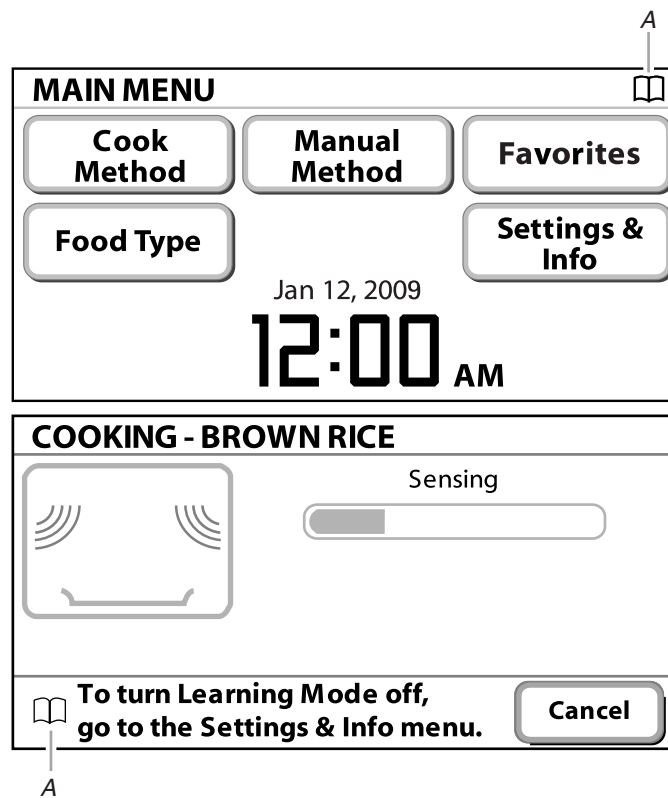 A
MAIN MENU
Cook
Method
Manual
Method
Favorites
Food Type
Settings &
Info
Jan 12, 2009
12:00 AM
COOKING - BROWN RICE
Sensing
To turn Learning Mode off,
go to the Settings & Info menu.
Cancel
A